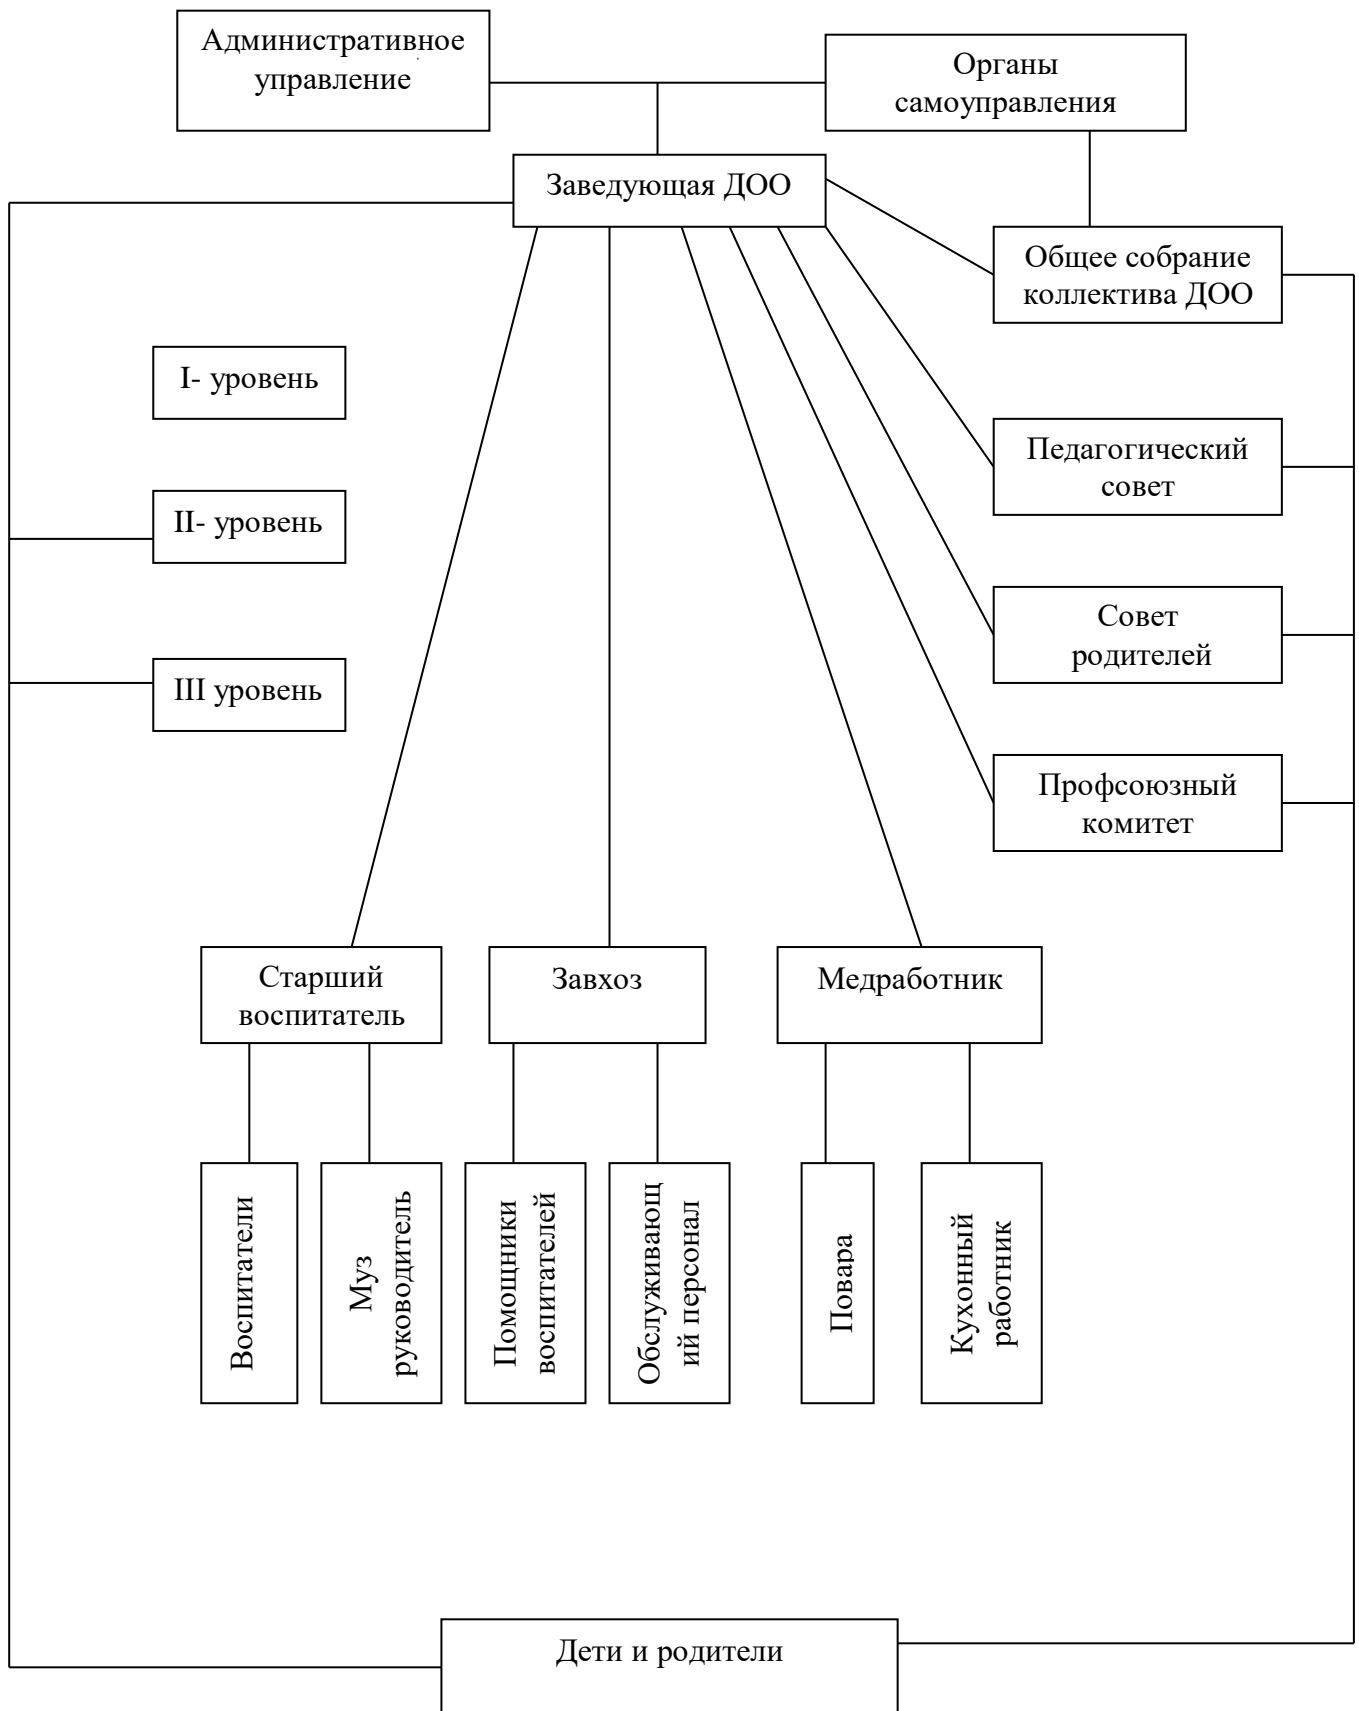 Административное
управление
Органы
самоуправления
Заведующая ДОО
Общее собрание
коллектива ДОО
I- уровень
Педагогический
совет
II- уровень
Совет
родителей
III уровень
Профсоюзный
комитет
Старший
воспитатель
Завхоз
Медработник
Воспитатели
Муз
руководитель
Помощники
воспитателей
Обслуживающ
ий персонал
Повара
Кухонный
работник
Дети и родители